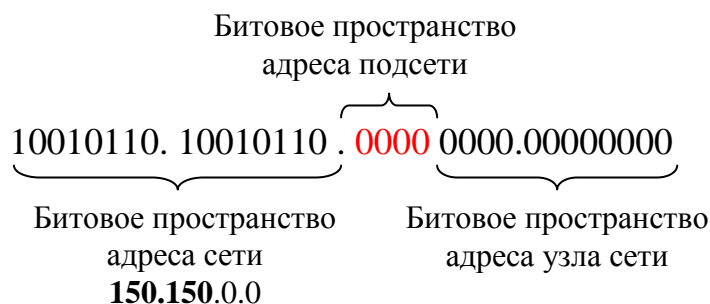 Битовое пространство
адреса подсети
10010110. 10010110 . 0000 0000.00000000
Битовое пространство
адреса сети
150.150.0.0
Битовое пространство
адреса узла сети